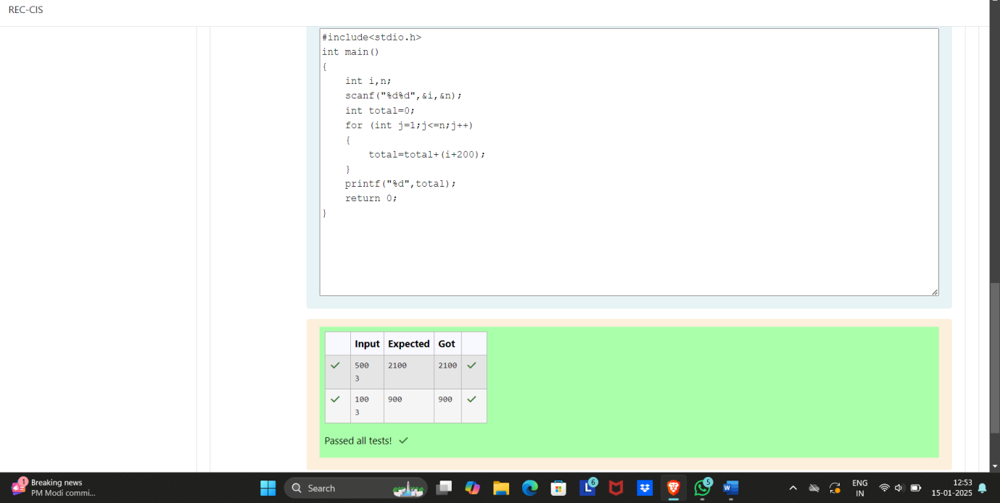 REC-CIS
#include<stdio.h>
int main()
{
    int i,n;
    scanf("%d%d",&i,&n);
    int total=0;
    for (int j=1;j<=n;j++)
    {
        total=total+(i+200);
    }
    printf("%d",total);
    return 0;
}
Input Expected Got
500 2100 2100
3
100 900 900
3
Passed all tests!
1 Breaking news
PM Modi commi...
Search
L 6
5
W
ENG
IN
12:53
15-01-2025